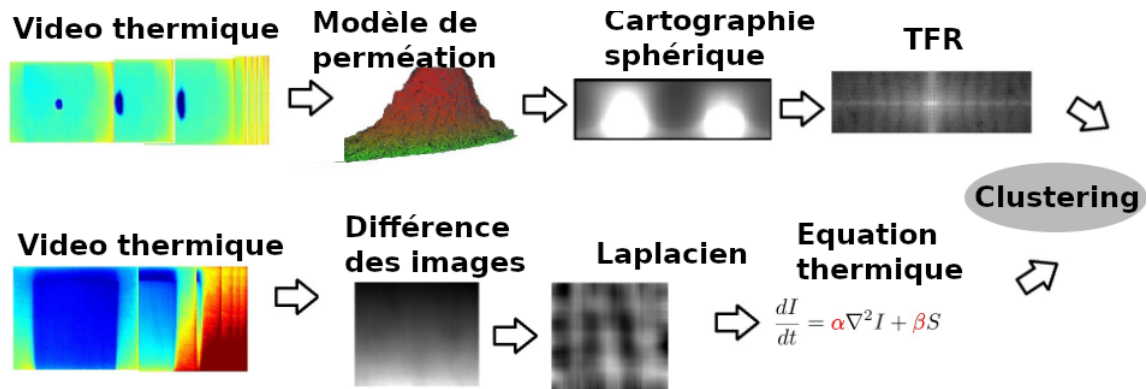 Video thermique
Modèle de
perméation
Cartographie
sphérique
TFR
Clustering
Video thermique
Différence
des images
Laplacien
Equation
thermique
dI/dt = α∇²I + βS